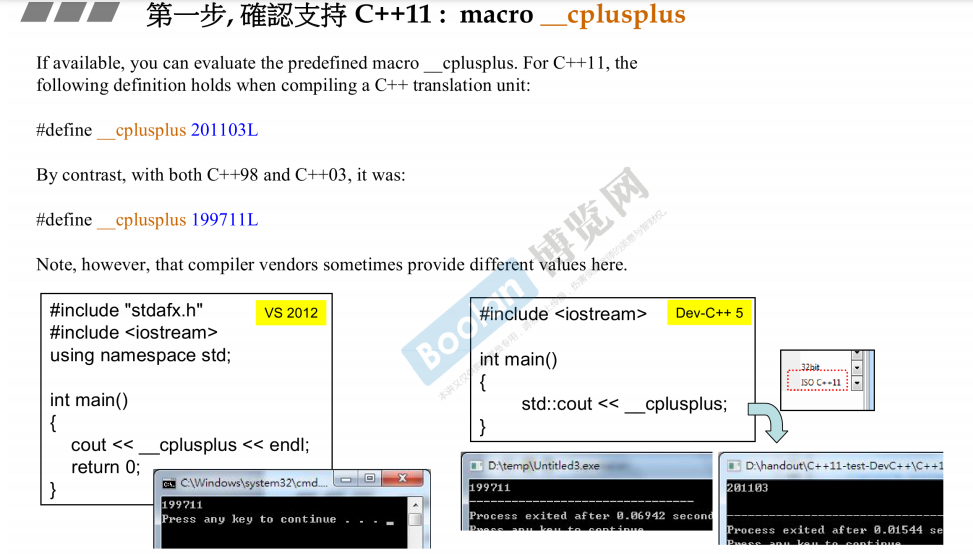 第一步, 確認支持 C++11 : macro __cplusplus
If available, you can evaluate the predefined macro __cplusplus. For C++11, the
following definition holds when compiling a C++ translation unit:
#define __cplusplus 201103L
By contrast, with both C++98 and C++03, it was:
#define __cplusplus 199711L
Note, however, that compiler vendors sometimes provide different values here.
#include "stdafx.h"
VS 2012
#include <iostream>
using namespace std;
int main()
{
cout << __cplusplus << endl;
return 0;
}
C:\Windows\system32\cmd....
199711
Press any key to continue . . .
#include <iostream>
Dev-C++ 5
int main()
{
std::cout << __cplusplus;
}
32bit
ISO C++11
D:\temp\Untitled3.exe
199711
--------------------------------
Process exited after 0.06942 second
Press any key to continue
D:\handout\C++11-test-DevC++\C++1
201103
--------------------------------
Process exited after 0.01544 se
Press any key to continue
Boolan 博览网